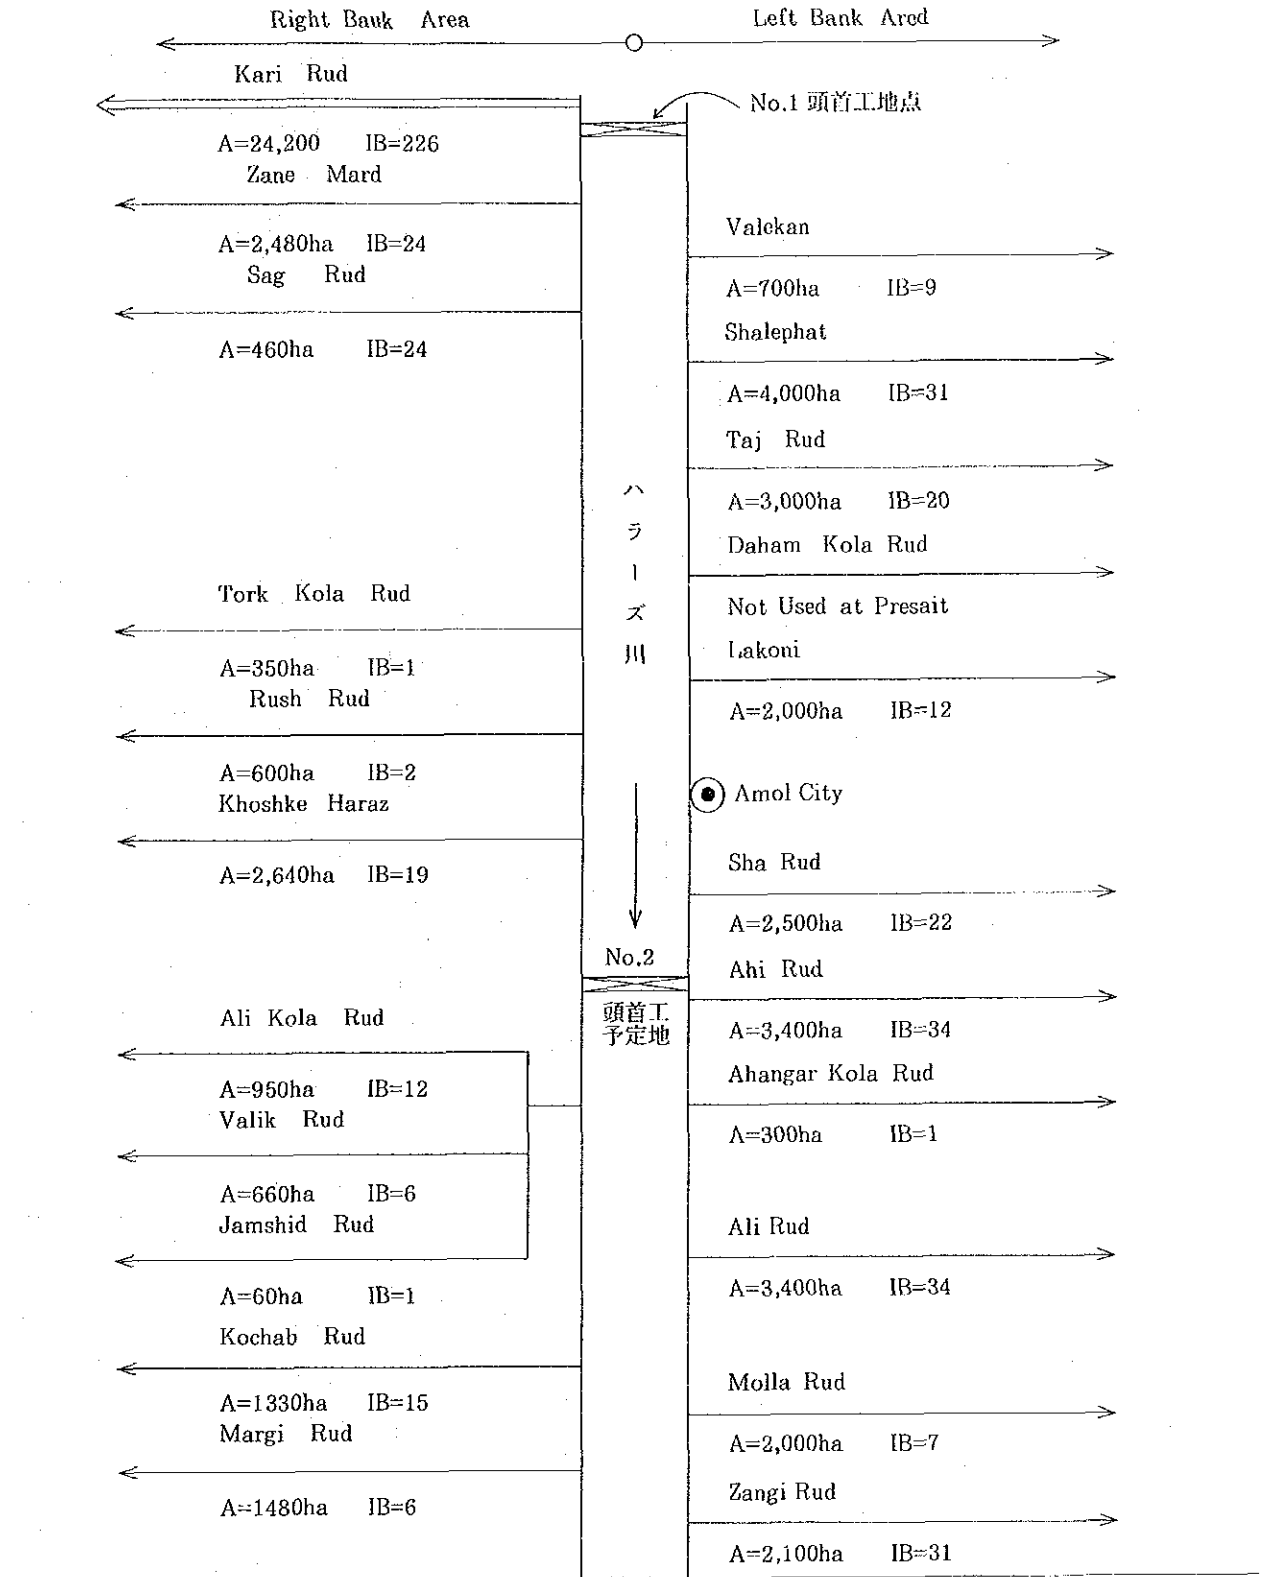 Right Bank Area
Left Bank Ared
Kari Rud
No.1 頭首工地点
A=24,200 IB=226
Zane Mard
A=2,480ha IB=24
Sag Rud
A=460ha IB=24
Tork Kola Rud
A=350ha IB=1
Rush Rud
A=600ha IB=2
Khoshke Haraz
A=2,640ha IB=19
Ali Kola Rud
A=950ha IB=12
Valik Rud
A=660ha IB=6
Jamshid Rud
A=60ha IB=1
Kochab Rud
A=1330ha IB=15
Margi Rud
A=1480ha IB=6
ハラーズ川
No.2
頭首工
予定地
Valekan
A=700ha IB=9
Shalephat
A=4,000ha IB=31
Taj Rud
A=3,000ha IB=20
Daham Kola Rud
Not Used at Presait
Lakoni
A=2,000ha IB=12
Amol City
Sha Rud
A=2,500ha IB=22
Ahi Rud
A=3,400ha IB=34
Ahangar Kola Rud
A=300ha IB=1
Ali Rud
A=3,400ha IB=34
Molla Rud
A=2,000ha IB=7
Zangi Rud
A=2,100ha IB=31